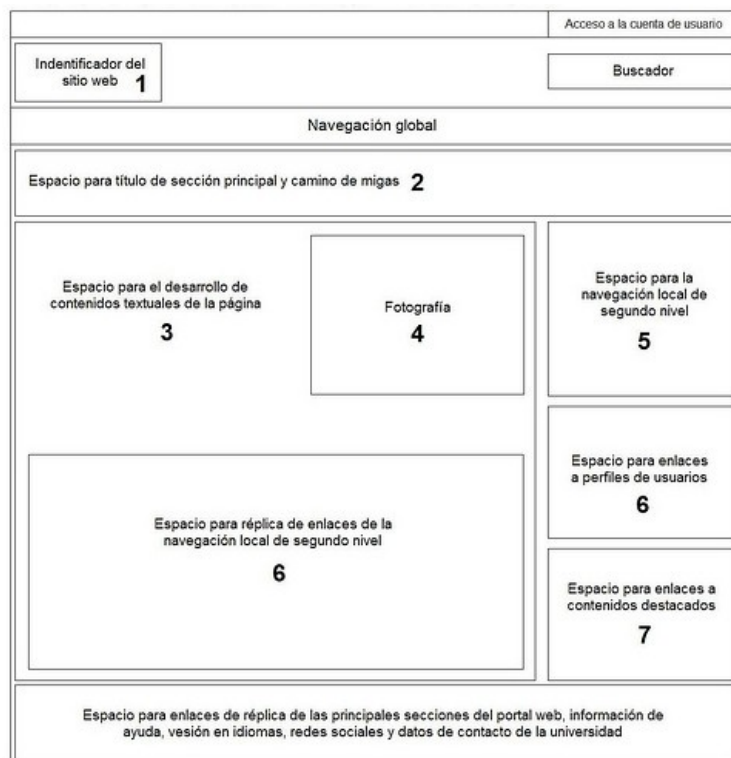 Acceso a la cuenta de usuario
Indentificador del
sitio web 1
Buscador
Navegación global
Espacio para título de sección principal y camino de migas 2
Espacio para el desarrollo de
contenidos textuales de la página
3
Fotografía
4
Espacio para la
navegación local de
segundo nivel
5
Espacio para enlaces
a perfiles de usuarios
6
Espacio para réplica de enlaces de la
navegación local de segundo nivel
6
Espacio para enlaces a
contenidos destacados
7
Espacio para enlaces de réplica de las principales secciones del portal web, información de
ayuda, vesión en idiomas, redes sociales y datos de contacto de la universidad